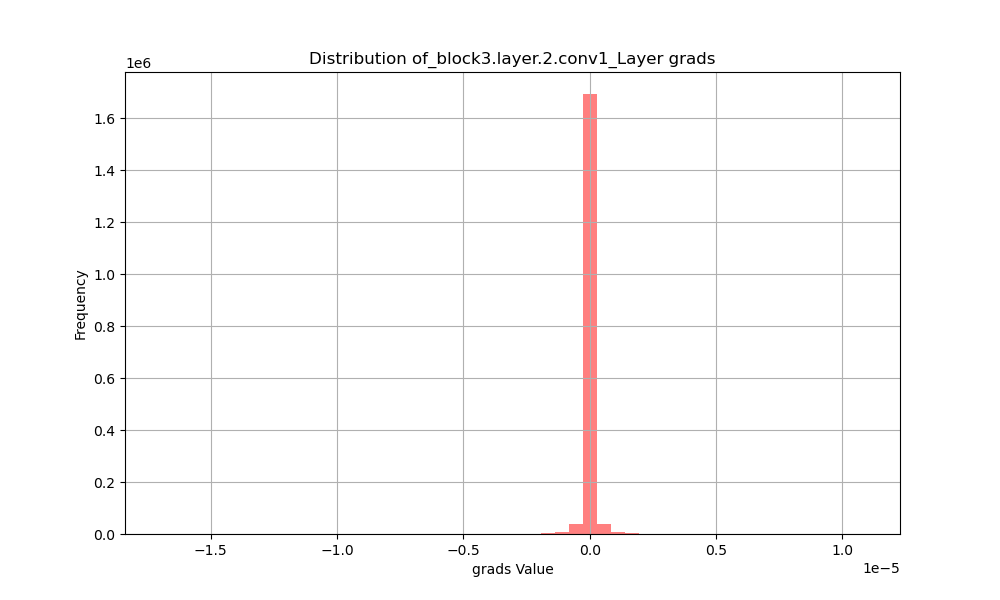 Distribution of_block3.layer.2.conv1_Layer grads
1e6
1.6
1.4
1.2
1.0
0.8
0.6
0.4
0.2
0.0
Frequency
−1.5 −1.0 −0.5 0.0 0.5 1.0
1e−5
grads Value